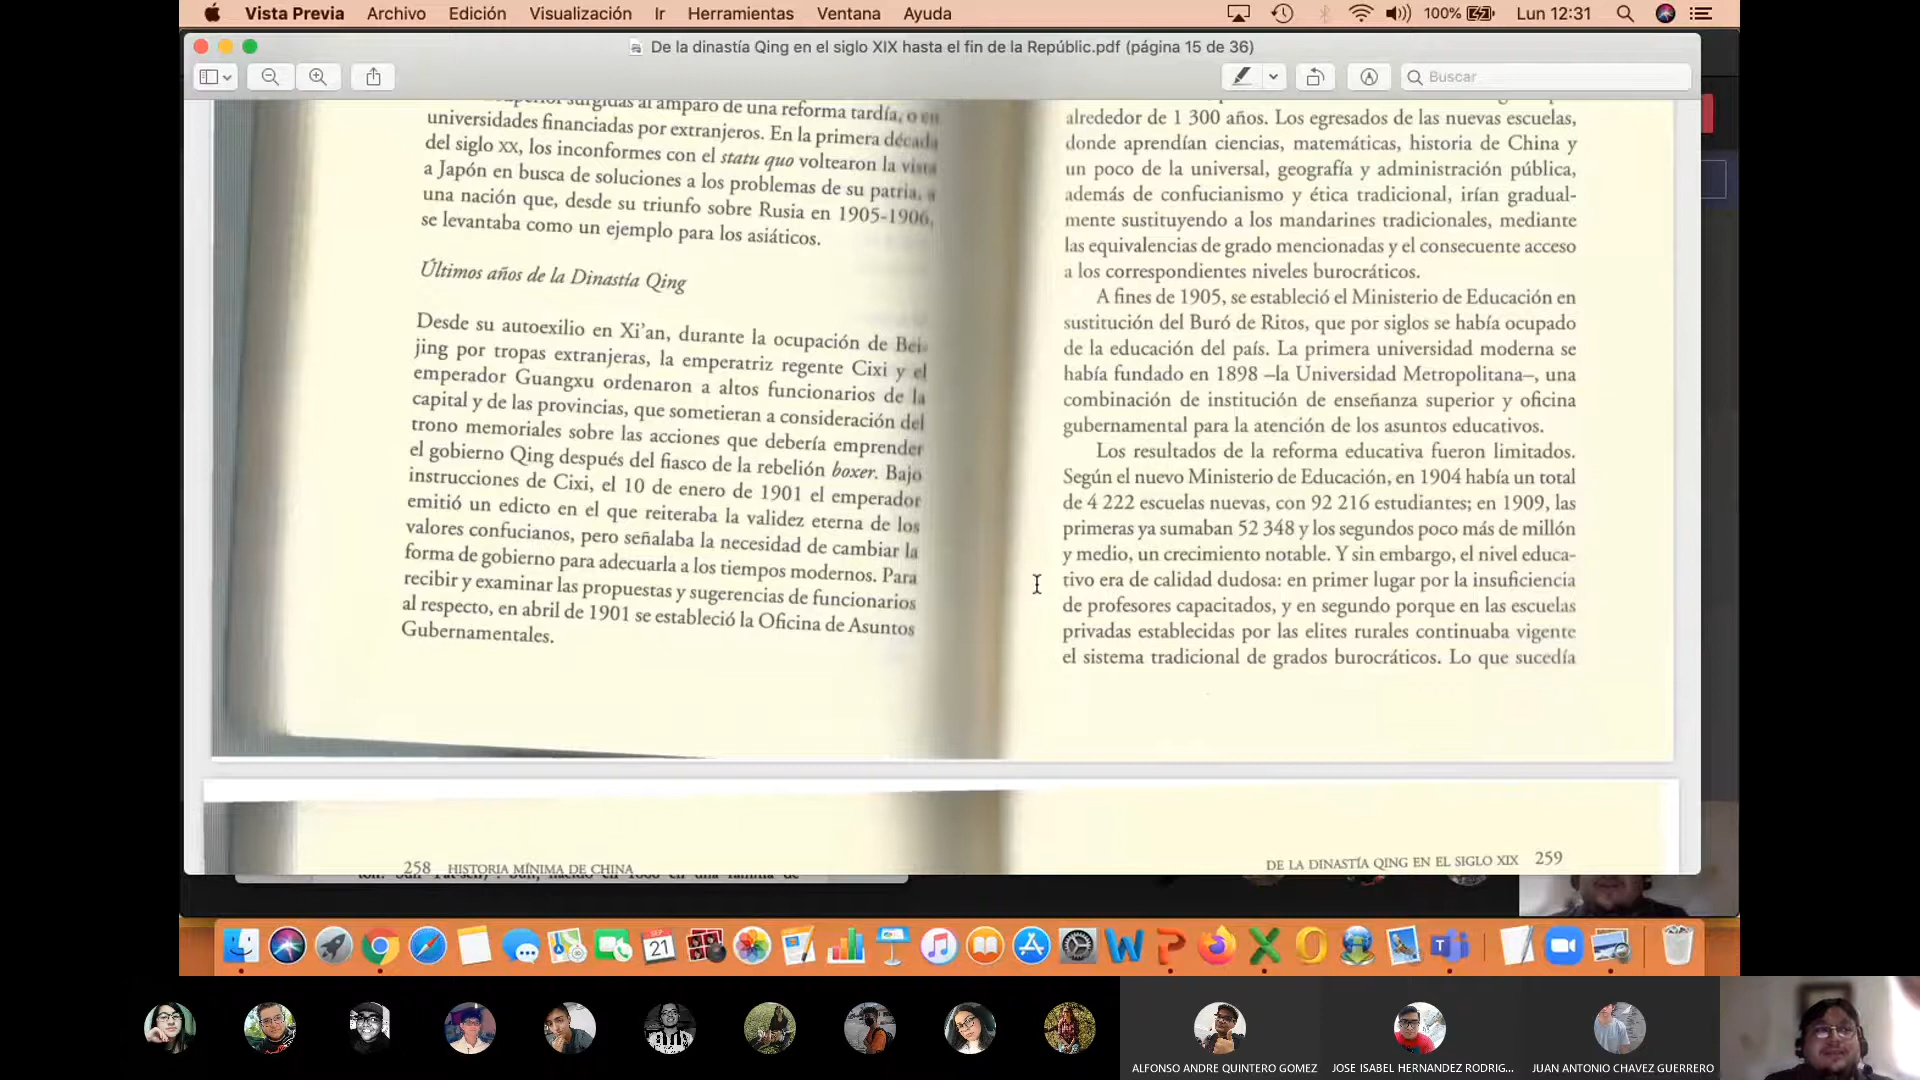 Vista Previa Archivo Edición Visualización Ir Herramientas Ventana Ayuda 100% Lun 12:31
De la dinastía Qing en el siglo XIX hasta el fin de la Repúblic.pdf (página 15 de 36)
Buscar
surgidas al amparo de una reforma tardía, o en
universidades financiadas por extranjeros. En la primera década
del siglo XX, los inconformes con el statu quo voltearon la vista
a Japón en busca de soluciones a los problemas de su patria, a
una nación que, desde su triunfo sobre Rusia en 1905-1906,
se levantaba como un ejemplo para los asiáticos.
Últimos años de la Dinastía Qing
Desde su autoexilio en Xi'an, durante la ocupación de Bei-
jing por tropas extranjeras, la emperatriz regente Cixi y el
emperador Guangxu ordenaron a altos funcionarios de la
capital y de las provincias, que sometieran a consideración del
trono memoriales sobre las acciones que debería emprender
el gobierno Qing después del fiasco de la rebelión boxer. Bajo
instrucciones de Cixi, el 10 de enero de 1901 el emperador
emitió un edicto en el que reiteraba la validez eterna de los
valores confucianos, pero señalaba la necesidad de cambiar la
forma de gobierno para adecuarla a los tiempos modernos. Para
recibir y examinar las propuestas y sugerencias de funcionarios
al respecto, en abril de 1901 se estableció la Oficina de Asuntos
Gubernamentales.
alrededor de 1 300 años. Los egresados de las nuevas escuelas,
donde aprendían ciencias, matemáticas, historia de China y
un poco de la universal, geografía y administración pública,
además de confucianismo y ética tradicional, irían gradual-
mente sustituyendo a los mandarines tradicionales, mediante
las equivalencias de grado mencionadas y el consecuente acceso
a los correspondientes niveles burocráticos.
A fines de 1905, se estableció el Ministerio de Educación en
sustitución del Buró de Ritos, que por siglos se había ocupado
de la educación del país. La primera universidad moderna se
había fundado en 1898 –la Universidad Metropolitana–, una
combinación de institución de enseñanza superior y oficina
gubernamental para la atención de los asuntos educativos.
Los resultados de la reforma educativa fueron limitados.
Según el nuevo Ministerio de Educación, en 1904 había un total
de 4 222 escuelas nuevas, con 92 216 estudiantes; en 1909, las
primeras ya sumaban 52 348 y los segundos poco más de millón
y medio, un crecimiento notable. Y sin embargo, el nivel educa-
tivo era de calidad dudosa: en primer lugar por la insuficiencia
de profesores capacitados, y en segundo porque en las escuelas
privadas establecidas por las elites rurales continuaba vigente
el sistema tradicional de grados burocráticos. Lo que sucedía
258 HISTORIA MÍNIMA DE CHINA
DE LA DINASTÍA QING EN EL SIGLO XIX 259
SEP
21
ALFONSO ANDRE QUINTERO GOMEZ
JOSE ISABEL HERNANDEZ RODRIG...
JUAN ANTONIO CHAVEZ GUERRERO